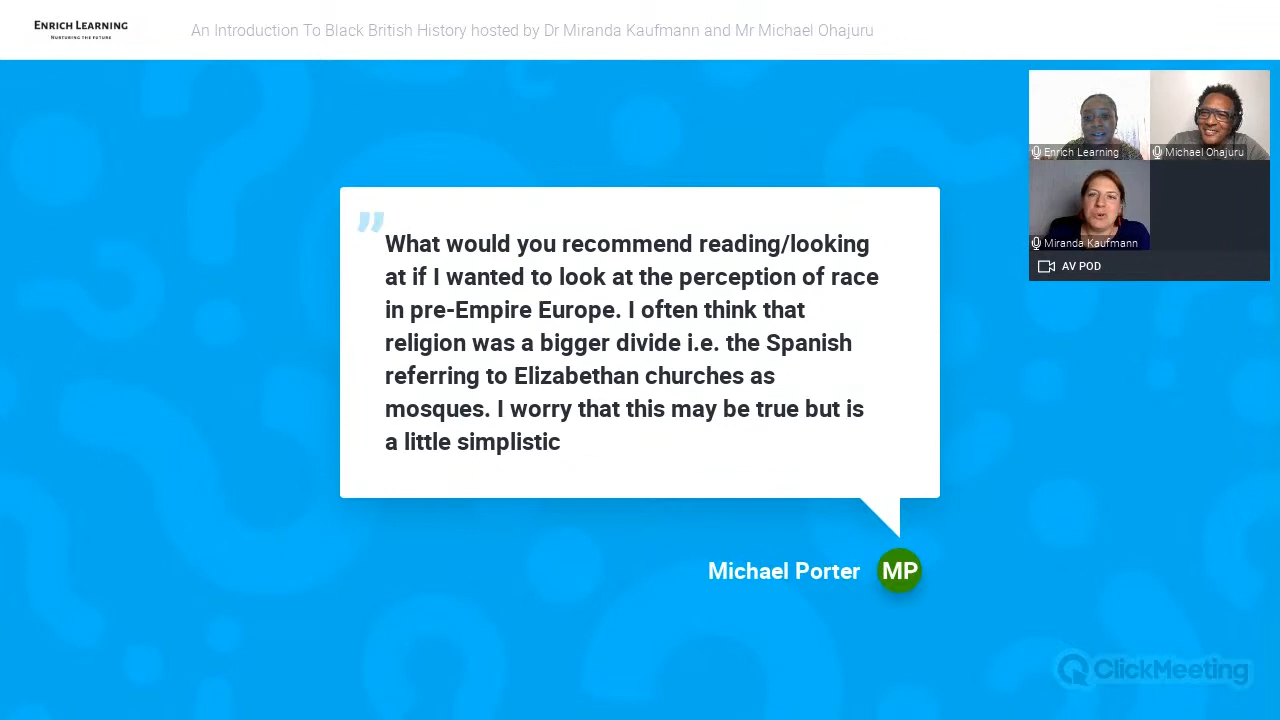 ENRICH LEARNING
NURTURING THE FUTURE
An Introduction To Black British History hosted by Dr Miranda Kaufmann and Mr Michael Ohajuru
Enrich Learning
Michael Ohajuru
Miranda Kaufmann
AV POD
What would you recommend reading/looking
at if I wanted to look at the perception of race
in pre-Empire Europe. I often think that
religion was a bigger divide i.e. the Spanish
referring to Elizabethan churches as
mosques. I worry that this may be true but is
a little simplistic
Michael Porter
MP
ClickMeeting